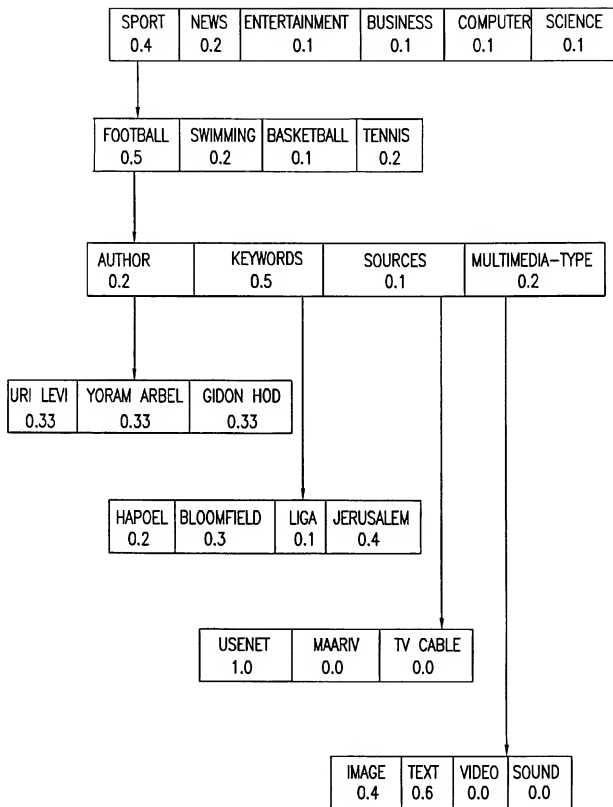 SPORT NEWS ENTERTAINMENT BUSINESS COMPUTER SCIENCE
0.4 0.2 0.1 0.1 0.1 0.1
FOOTBALL SWIMMING BASKETBALL TENNIS
0.5 0.2 0.1 0.2
AUTHOR KEYWORDS SOURCES MULTIMEDIA-TYPE
0.2 0.5 0.1 0.2
URI LEVI YORAM ARBEL GIDON HOD
0.33 0.33 0.33
HAPOEL BLOOMFIELD LIGA JERUSALEM
0.2 0.3 0.1 0.4
USENET MAARIV TV CABLE
1.0 0.0 0.0
IMAGE TEXT VIDEO SOUND
0.4 0.6 0.0 0.0